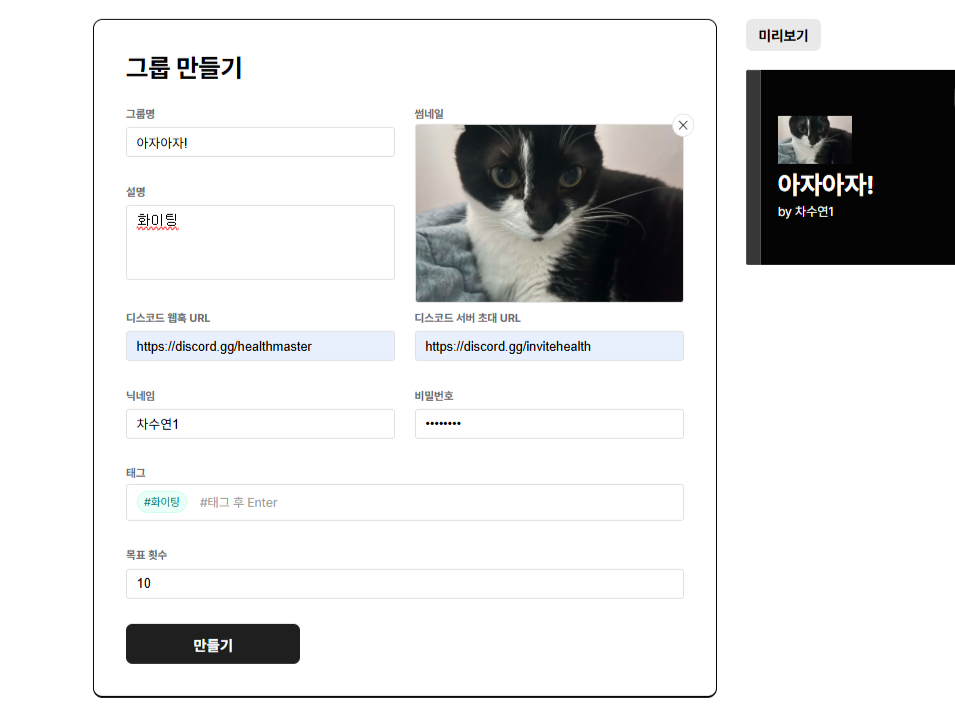 그룹 만들기
그룹명
아자아자!
설명
화이팅
썸네일
디스코드 웹훅 URL
https://discord.gg/healthmaster
디스코드 서버 초대 URL
https://discord.gg/invitehealth
닉네임
차수연1
비밀번호
••••••••
태그
#화이팅 #태그 후 Enter
목표 횟수
10
만들기
미리보기
아자아자!
by 차수연1